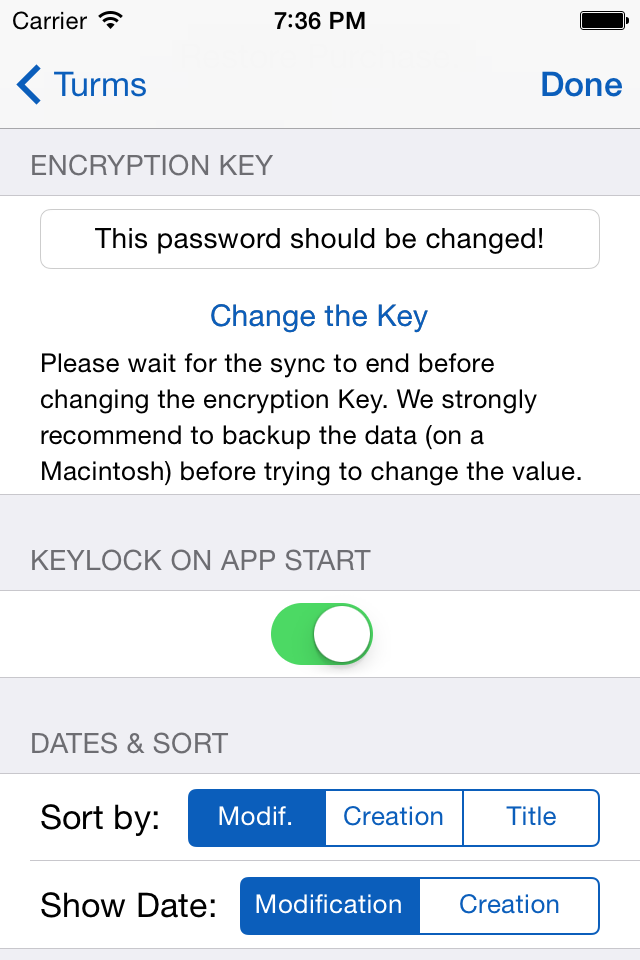 Carrier 7:36 PM
Turms Done
ENCRYPTION KEY
This password should be changed!
Change the Key
Please wait for the sync to end before
changing the encryption Key. We strongly
recommend to backup the data (on a
Macintosh) before trying to change the value.
KEYLOCK ON APP START
DATES & SORT
Sort by: Modif. Creation Title
Show Date: Modification Creation